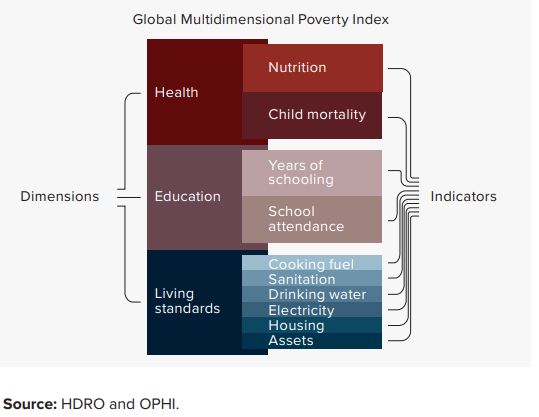 Global Multidimensional Poverty Index
Health
Nutrition
Child mortality
Dimensions
Education
Years of
schooling
School
attendance
Indicators
Living
standards
Cooking fuel
Sanitation
Drinking water
Electricity
Housing
Assets
Source: HDRO and OPHI.